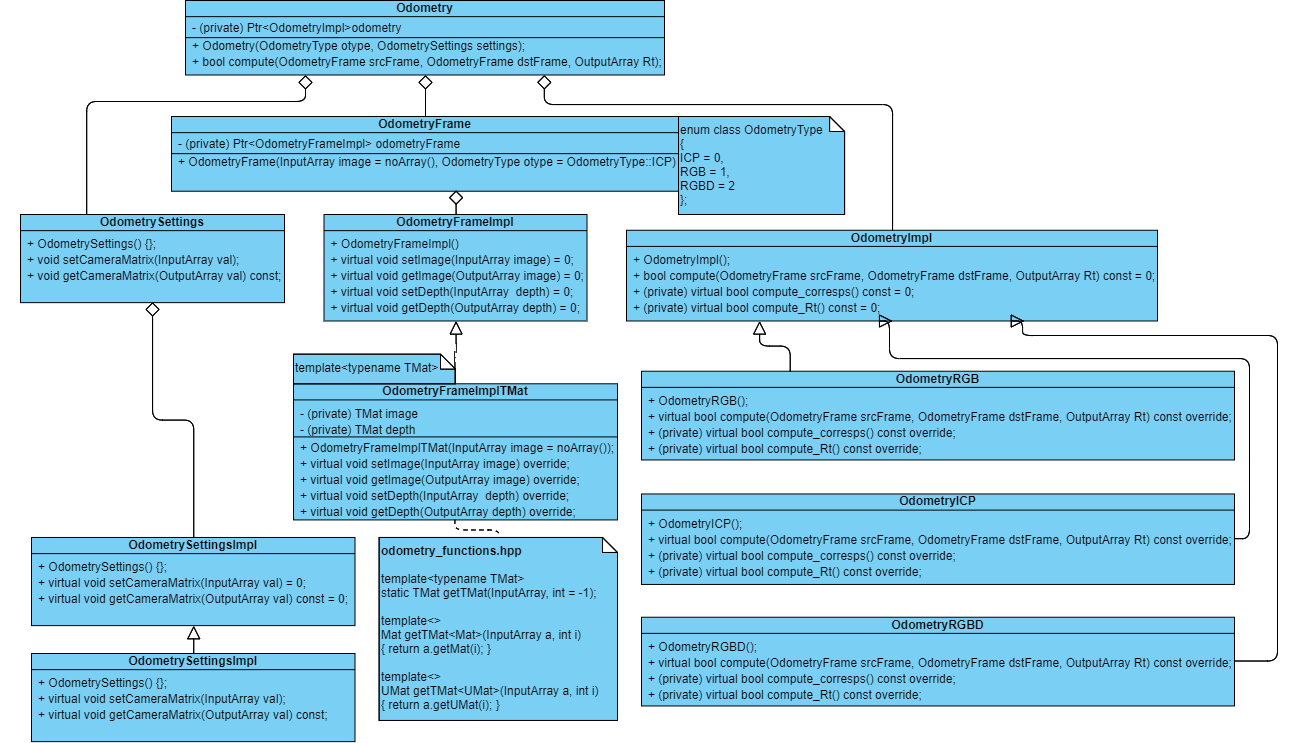 Odometry
- (private) Ptr<OdometryImpl>odometry
+ Odometry(OdometryType otype, OdometrySettings settings);
+ bool compute(OdometryFrame srcFrame, OdometryFrame dstFrame, OutputArray Rt);
OdometryFrame
- (private) Ptr<OdometryFrameImpl> odometryFrame
+ OdometryFrame(InputArray image = noArray(), OdometryType otype = OdometryType::ICP)
enum class OdometryType
{
ICP = 0,
RGB = 1,
RGBD = 2
};
OdometrySettings
+ OdometrySettings() {};
+ void setCameraMatrix(InputArray val);
+ void getCameraMatrix(OutputArray val) const;
OdometryFrameImpl
+ OdometryFrameImpl()
+ virtual void setImage(InputArray image) = 0;
+ virtual void getImage(OutputArray image) = 0;
+ virtual void setDepth(InputArray  depth) = 0;
+ virtual void getDepth(OutputArray depth) = 0;
OdometryImpl
+ OdometryImpl();
+ bool compute(OdometryFrame srcFrame, OdometryFrame dstFrame, OutputArray Rt) const = 0;
+ (private) virtual bool compute_corresps() const = 0;
+ (private) virtual bool compute_Rt() const = 0;
template<typename TMat>
OdometryFrameImplTMat
- (private) TMat image
- (private) TMat depth
+ OdometryFrameImplTMat(InputArray image = noArray());
+ virtual void setImage(InputArray image) override;
+ virtual void getImage(OutputArray image) override;
+ virtual void setDepth(InputArray  depth) override;
+ virtual void getDepth(OutputArray depth) override;
OdometryRGB
+ OdometryRGB();
+ virtual bool compute(OdometryFrame srcFrame, OdometryFrame dstFrame, OutputArray Rt) const override;
+ (private) virtual bool compute_corresps() const override;
+ (private) virtual bool compute_Rt() const override;
OdometryICP
+ OdometryICP();
+ virtual bool compute(OdometryFrame srcFrame, OdometryFrame dstFrame, OutputArray Rt) const override;
+ (private) virtual bool compute_corresps() const override;
+ (private) virtual bool compute_Rt() const override;
OdometrySettingsImpl
+ OdometrySettings() {};
+ virtual void setCameraMatrix(InputArray val) = 0;
+ virtual void getCameraMatrix(OutputArray val) const = 0;
odometry_functions.hpp
template<typename TMat>
static TMat getTMat(InputArray, int = -1);
template<>
Mat getTMat<Mat>(InputArray a, int i)
{ return a.getMat(i); }
template<>
UMat getTMat<UMat>(InputArray a, int i)
{ return a.getUMat(i); }
OdometryRGBD
+ OdometryRGBD();
+ virtual bool compute(OdometryFrame srcFrame, OdometryFrame dstFrame, OutputArray Rt) const override;
+ (private) virtual bool compute_corresps() const override;
+ (private) virtual bool compute_Rt() const override;
OdometrySettingsImpl
+ OdometrySettings() {};
+ virtual void setCameraMatrix(InputArray val);
+ virtual void getCameraMatrix(OutputArray val) const;